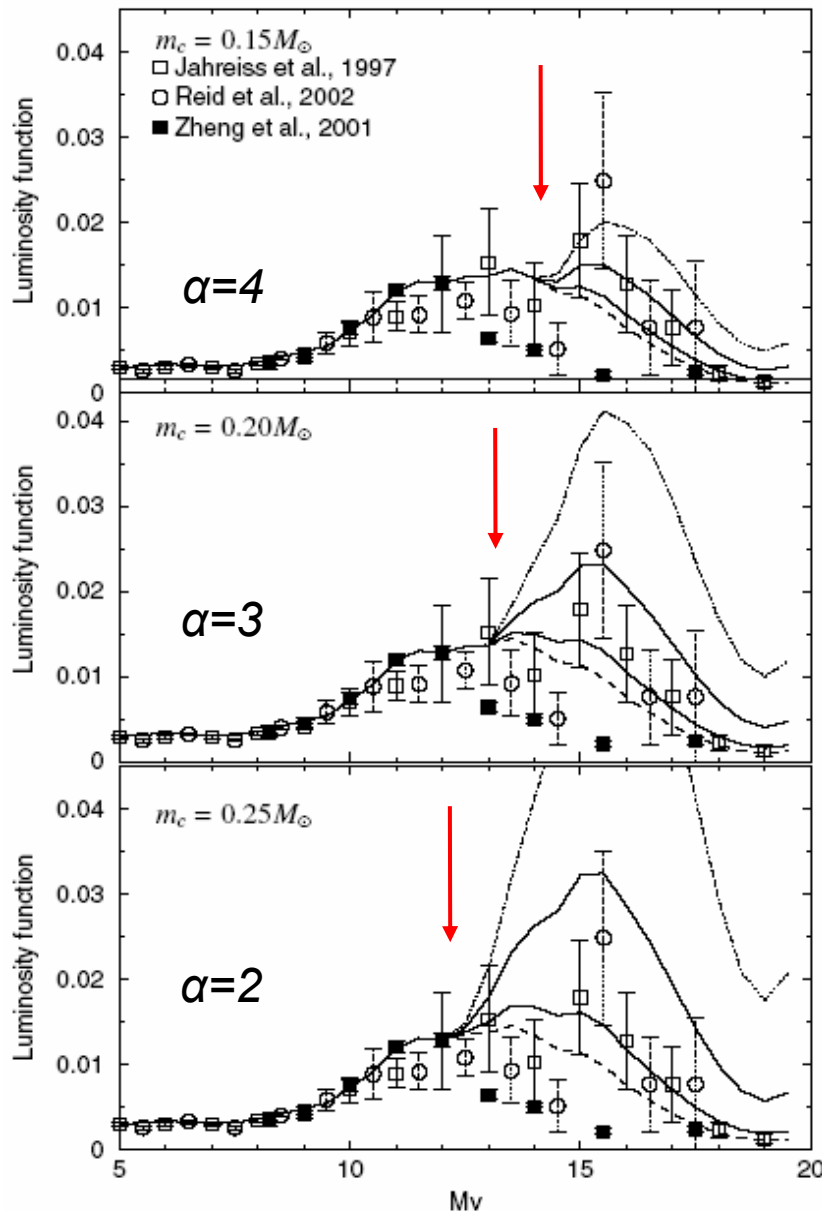 0.04
0.03
0.02
0.01
0
Luminosity function
m_c = 0.15M_⊙
□ Jahreiss et al., 1997
○ Reid et al., 2002
■ Zheng et al., 2001
α=4
0.04
0.03
0.02
0.01
0
Luminosity function
m_c = 0.20M_⊙
α=3
0.04
0.03
0.02
0.01
0
Luminosity function
m_c = 0.25M_⊙
α=2
5 10 15 20
Mv